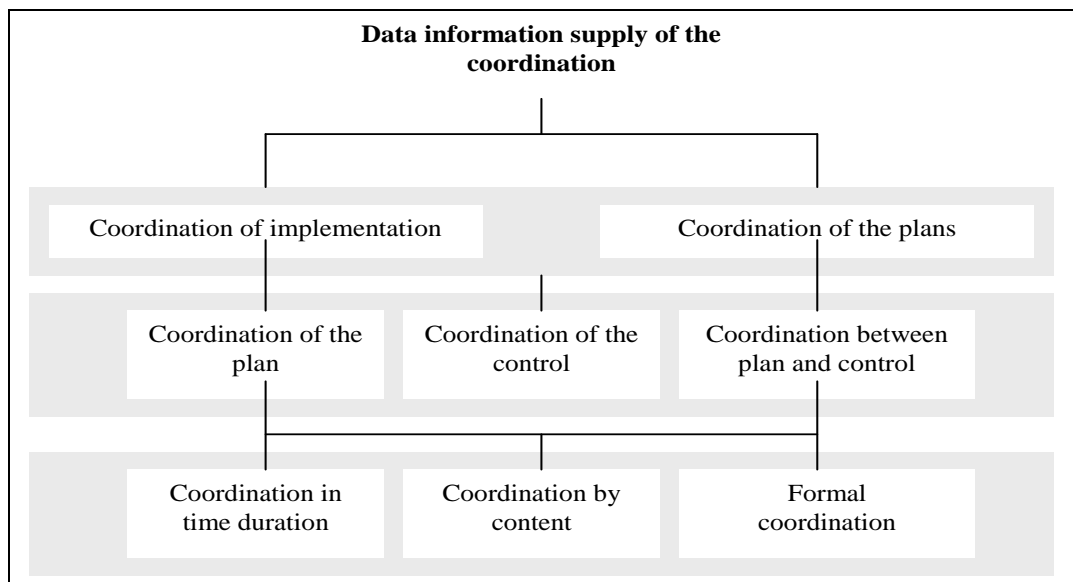 Data information supply of the
coordination
Coordination of implementation
Coordination of the plans
Coordination of the
plan
Coordination of the
control
Coordination between
plan and control
Coordination in
time duration
Coordination by
content
Formal
coordination